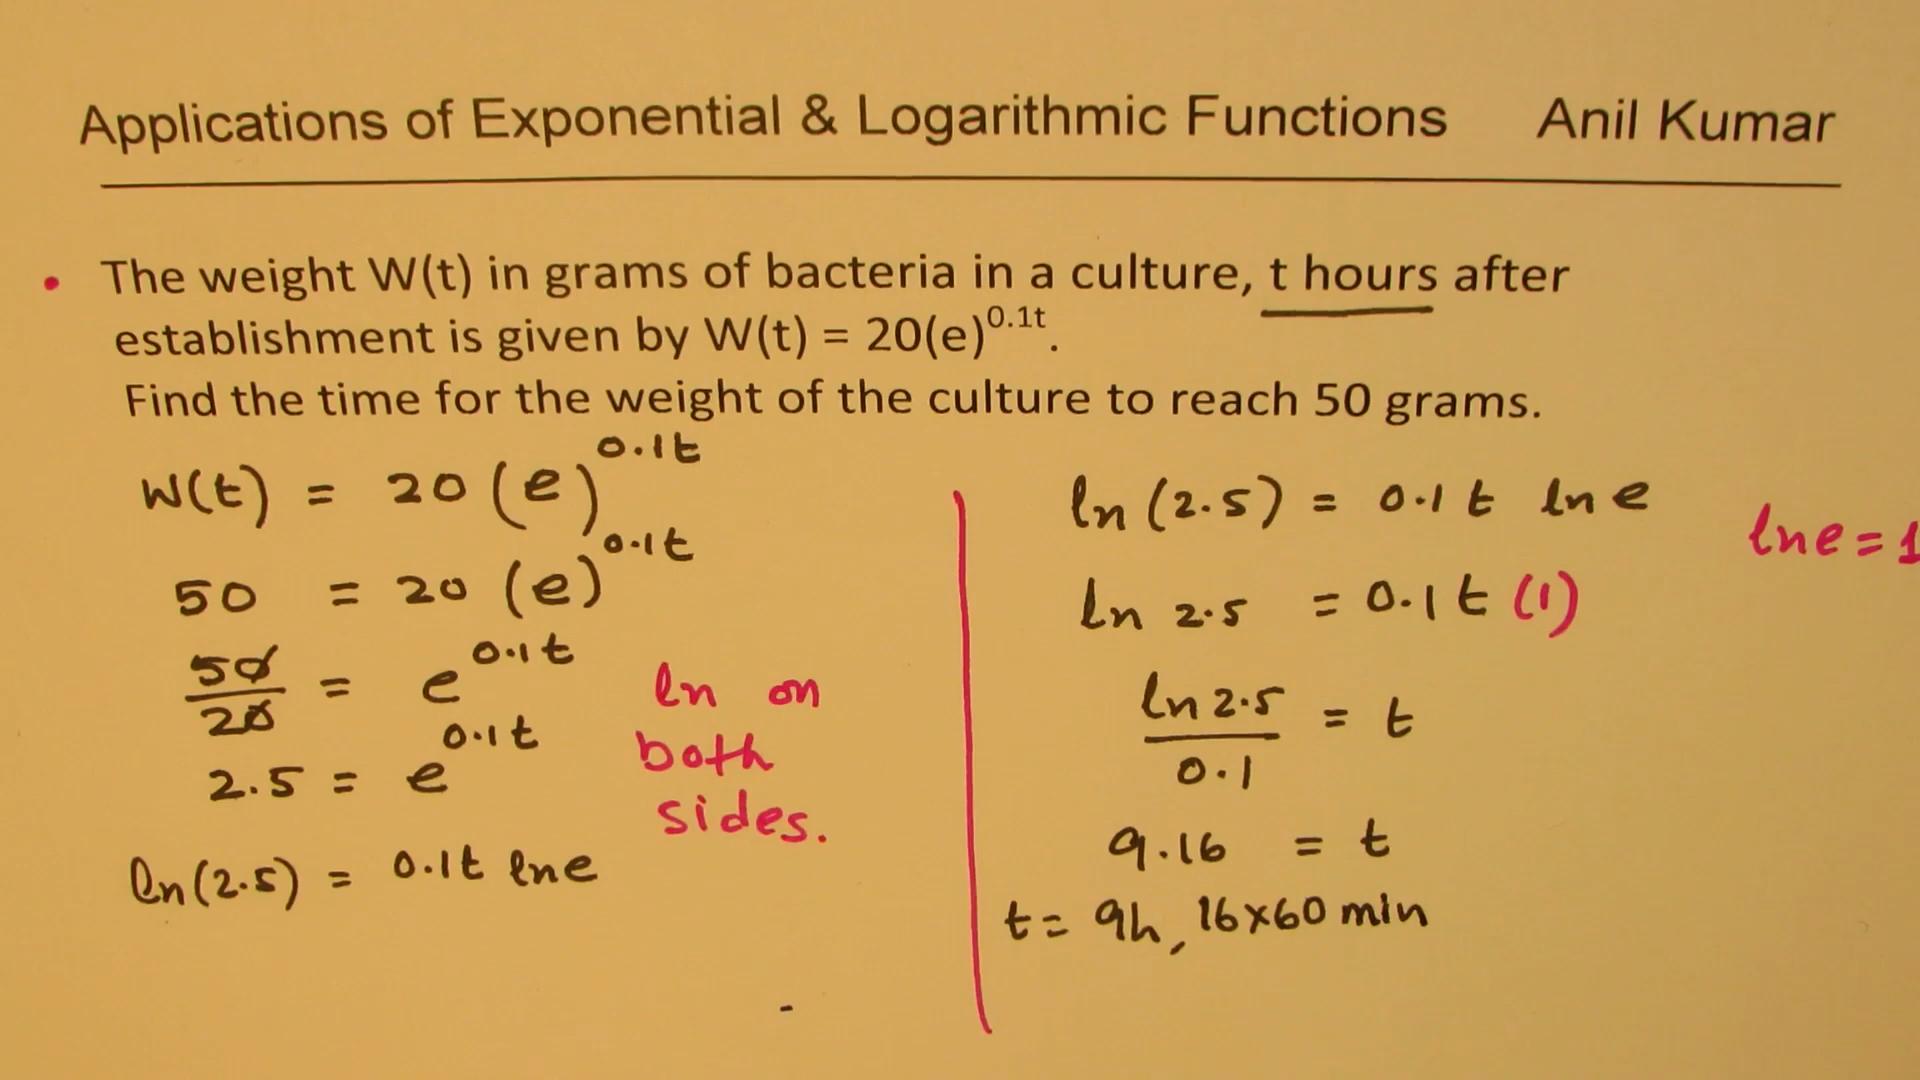 Applications of Exponential & Logarithmic Functions Anil Kumar
• The weight W(t) in grams of bacteria in a culture, t hours after
establishment is given by W(t) = 20(e)^0.1t.
Find the time for the weight of the culture to reach 50 grams.
W(t) = 20 (e)^0.1t
50 = 20 (e)^0.1t
50/20 = e^0.1t
2.5 = e^0.1t
ln(2.5) = 0.1t lne
ln on
both
sides.
ln (2.5) = 0.1 t ln e
lne = 1
ln 2.5 = 0.1 t (1)
ln 2.5/0.1 = t
9.16 = t
t = 9h, 16x60 min